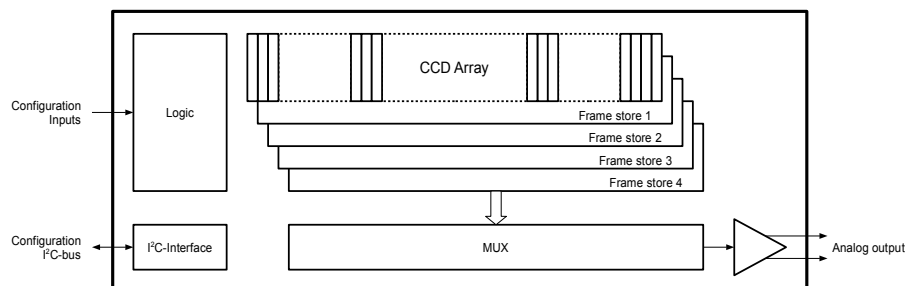 CCD Array
Configuration
Inputs
Logic
Frame store 1
Frame store 2
Frame store 3
Frame store 4
Configuration
I²C-bus
I²C-Interface
MUX
Analog output